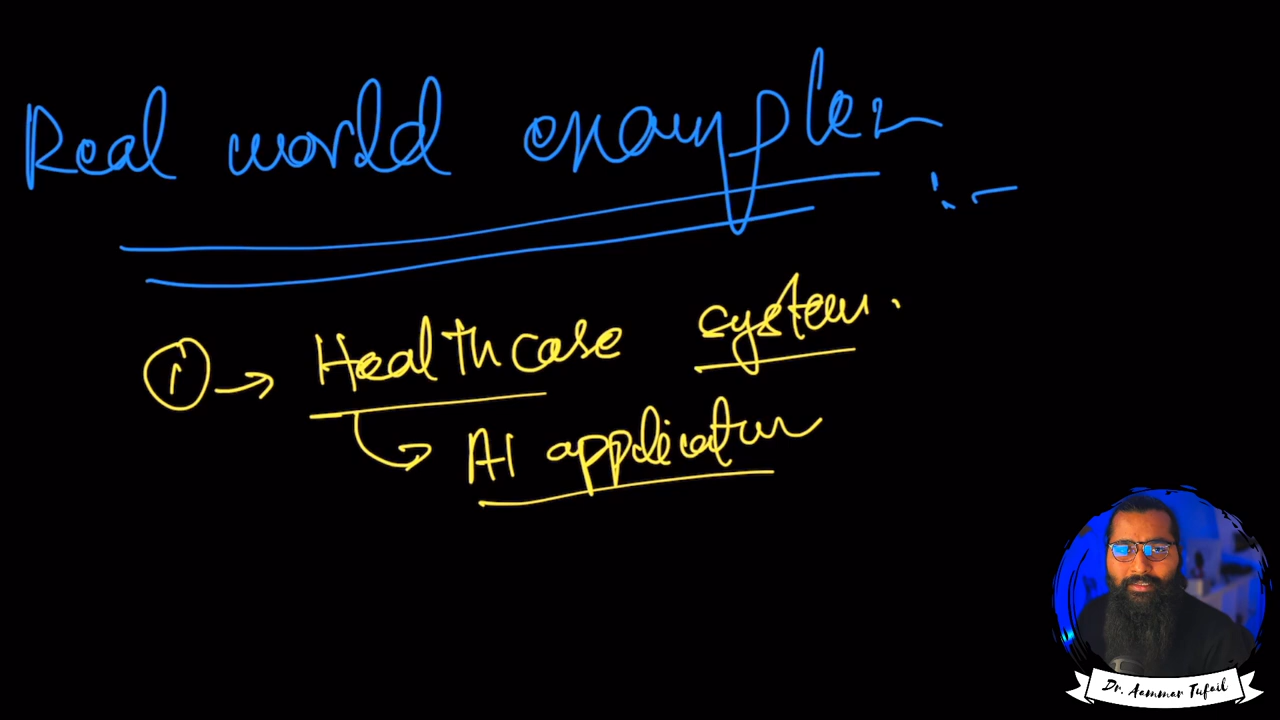 Real world examples :-
① → Healthcare system.
AI application
Dr. Aammar Tufail